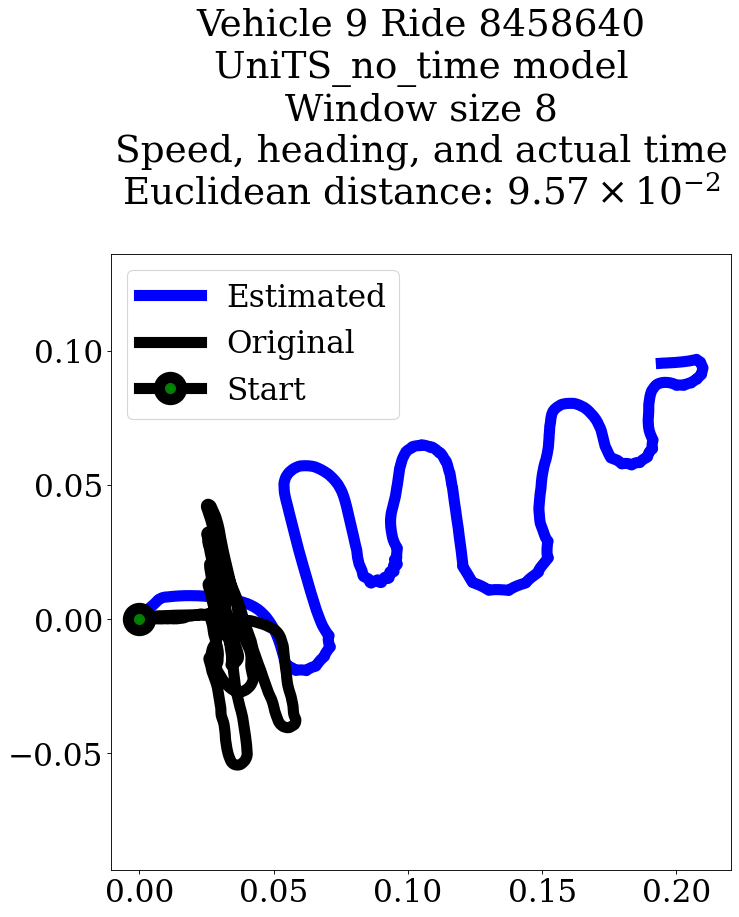 Vehicle 9 Ride 8458640
UniTS_no_time model
Window size 8
Speed, heading, and actual time
Euclidean distance: 9.57 × 10⁻²
Estimated
Original
Start
0.10
0.05
0.00
−0.05
0.00 0.05 0.10 0.15 0.20